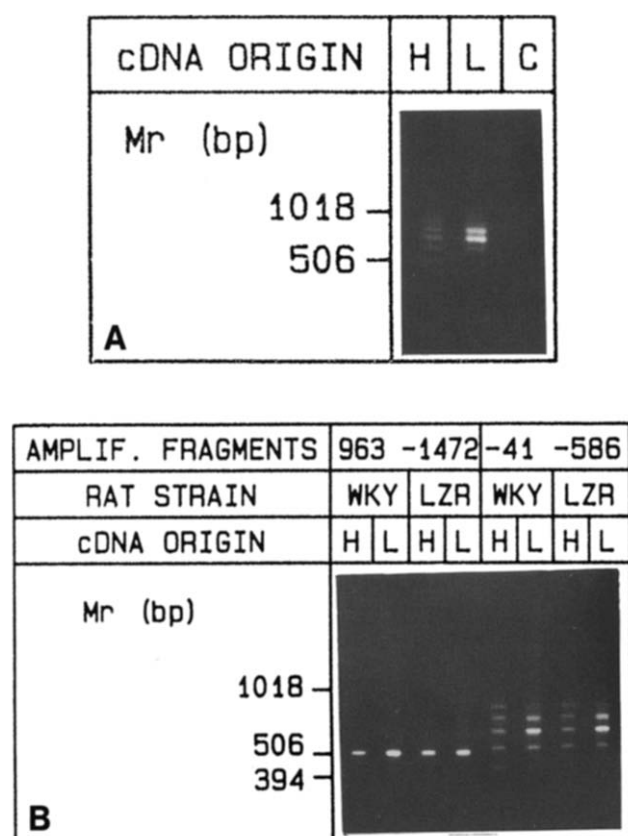 cDNA ORIGIN H L C
Mr (bp)
1018
506
A
AMPLIF. FRAGMENTS 963 -1472 -41 -586
RAT STRAIN WKY LZR WKY LZR
cDNA ORIGIN H L H L H L H L
Mr (bp)
1018
506
394
B